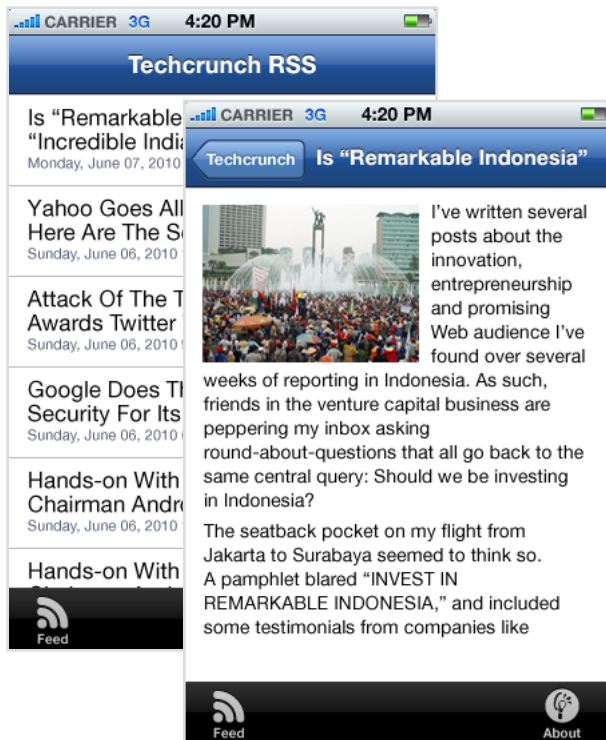 CARRIER 3G 4:20 PM
Techcrunch RSS
Is “Remarkable
“Incredible
Monday, June 07, 2010
Yahoo Goes All
Here Are The
Sunday, June 06, 2010
Attack Of The
Awards Twitter
Sunday, June 06, 2010
Google Does
Security For Its
Sunday, June 06, 2010
Hands-on With
Chairman
Sunday, June 06, 2010
Hands-on With
Feed
CARRIER 3G 4:20 PM
Techcrunch Is “Remarkable Indonesia”
I’ve written several
posts about the
innovation,
entrepreneurship
and promising
Web audience I’ve
found over several
weeks of reporting in Indonesia. As such,
friends in the venture capital business are
peppering my inbox asking
round-about-questions that all go back to the
same central query: Should we be investing
in Indonesia?
The seatback pocket on my flight from
Jakarta to Surabaya seemed to think so.
A pamphlet blared “INVEST IN
REMARKABLE INDONESIA,” and included
some testimonials from companies like
Feed About